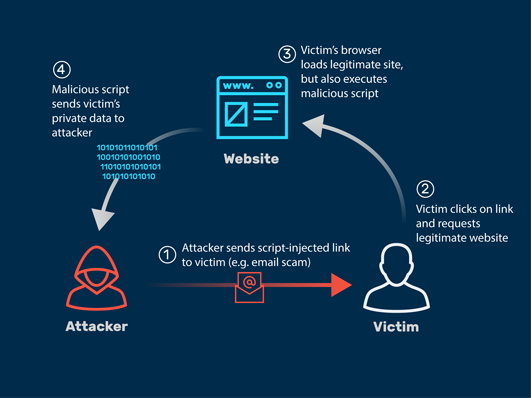 ③ Victim's browser
loads legitimate site,
but also executes
malicious script
④
Malicious script
sends victim's
private data to
attacker
www.
10101011010101
10010101001010
11010101010101
101010101010
Website
②
Victim clicks on link
and requests
legitimate website
① Attacker sends script-injected link
to victim (e.g. email scam)
@
Attacker
Victim